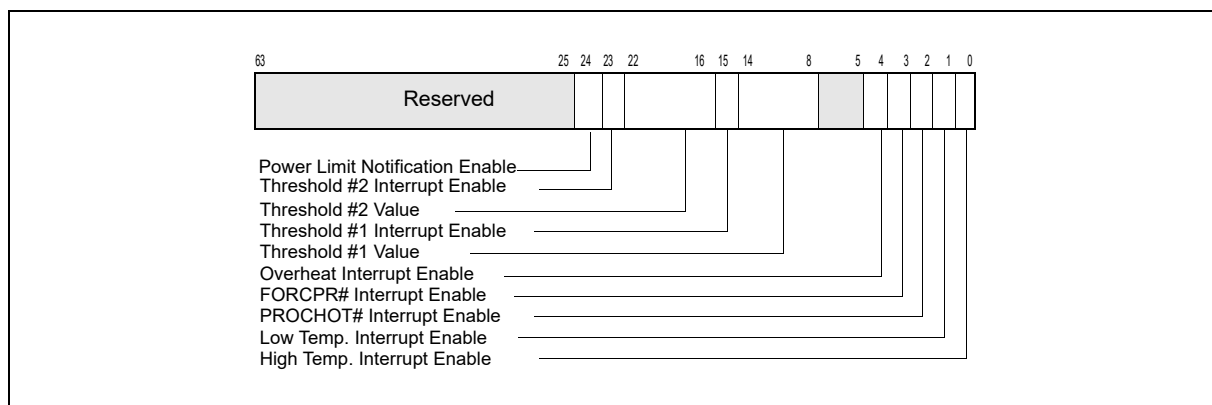 63 25 24 23 22 16 15 14 8 5 4 3 2 1 0
Reserved
Power Limit Notification Enable
Threshold #2 Interrupt Enable
Threshold #2 Value
Threshold #1 Interrupt Enable
Threshold #1 Value
Overheat Interrupt Enable
FORCPR# Interrupt Enable
PROCHOT# Interrupt Enable
Low Temp. Interrupt Enable
High Temp. Interrupt Enable